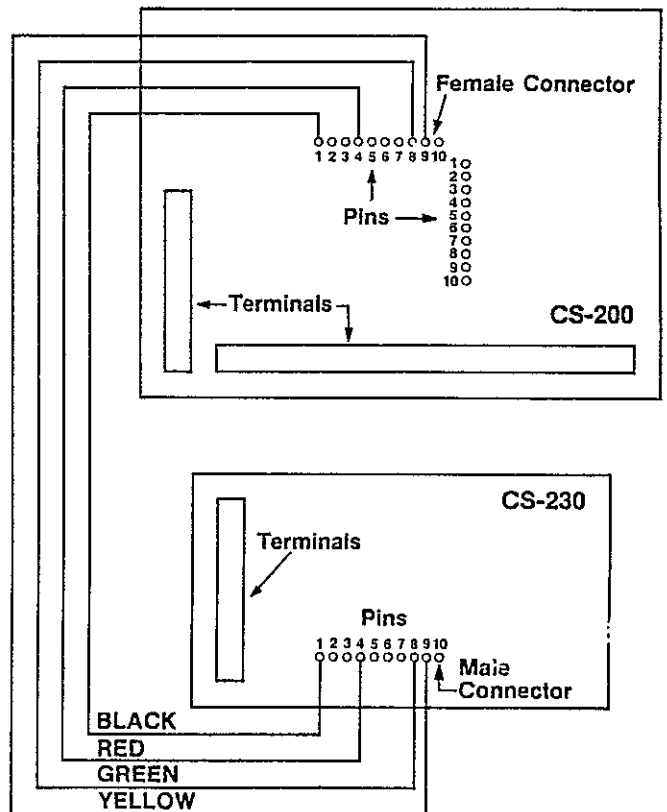 Female Connector
1 2 3 4 5 6 7 8 9 10
1
2
3
4
5
6
7
8
9
10
Pins
Terminals
CS-200
CS-230
Terminals
Pins
1 2 3 4 5 6 7 8 9 10
Male
Connector
BLACK
RED
GREEN
YELLOW